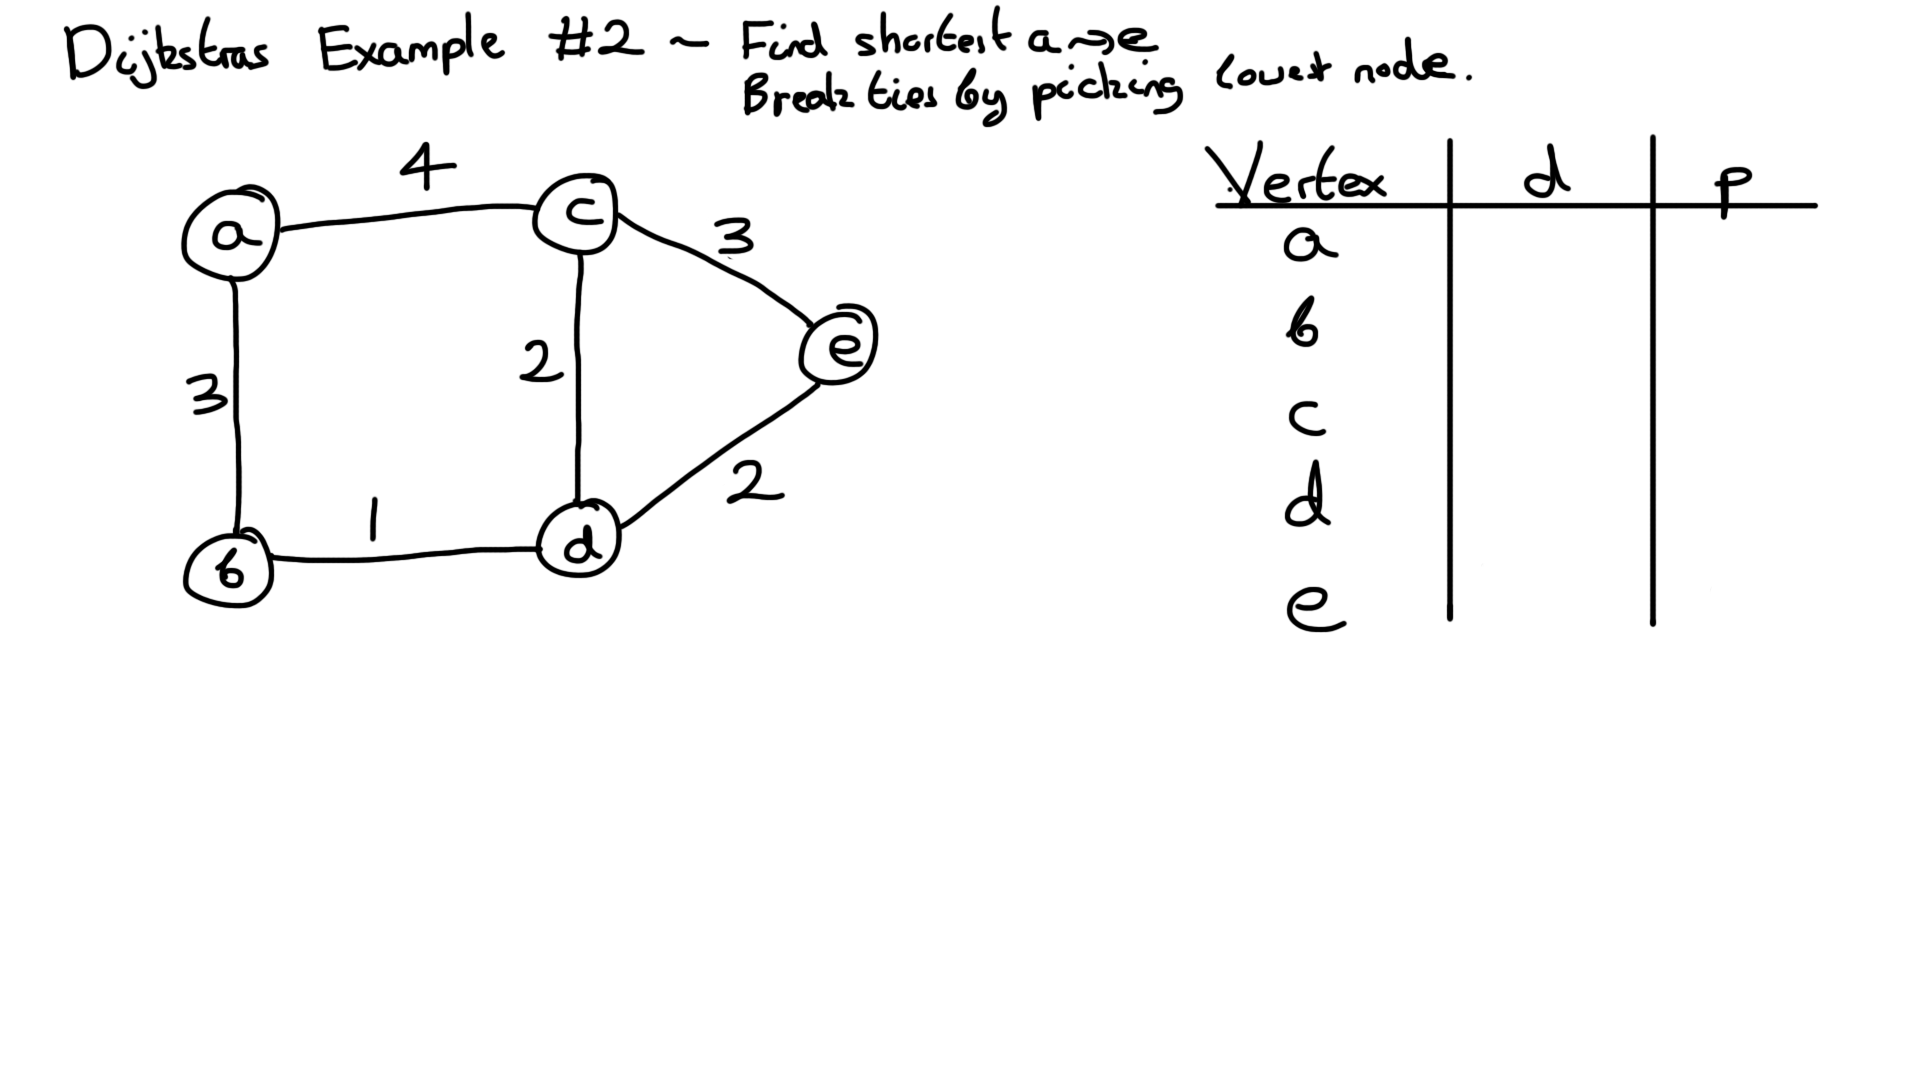 Dijkstras Example #2 ~ Find shortest a⇝e
Break ties by picking lowest node.
4
a
c
3
e
3
2
2
1
b
d
Vertex d p
a
b
c
d
e